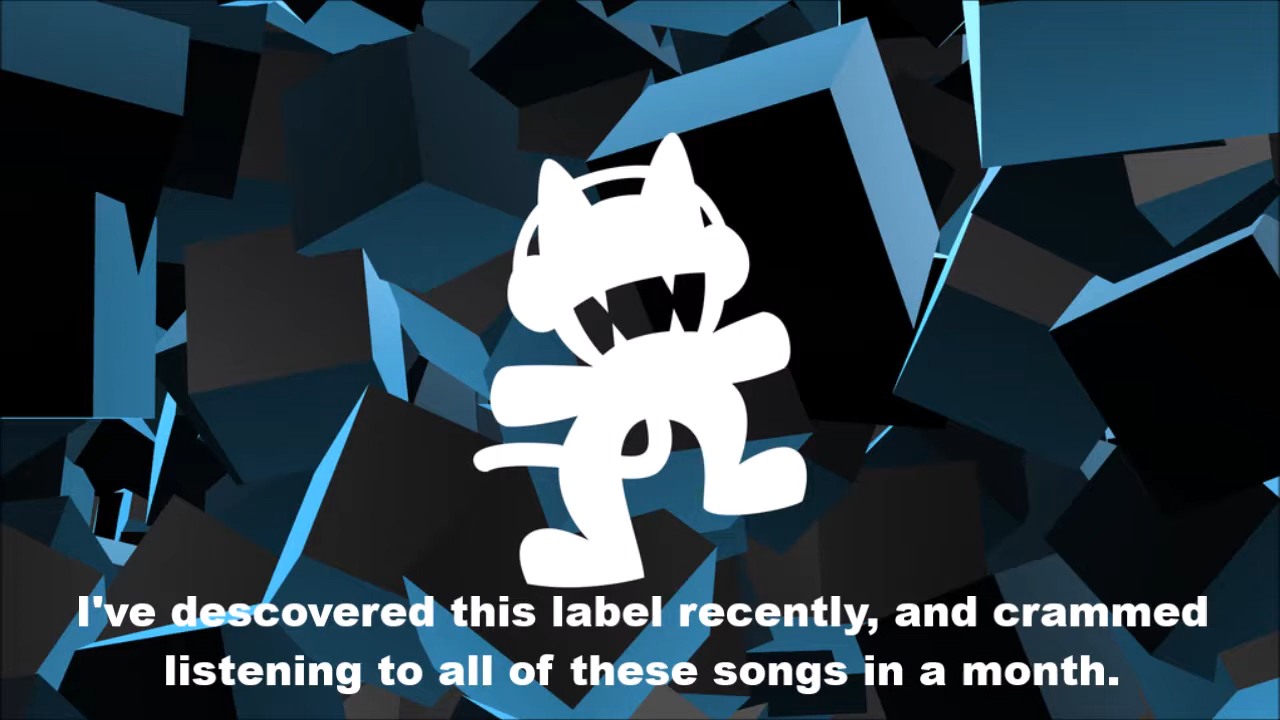 I've descovered this label recently, and crammed
listening to all of these songs in a month.